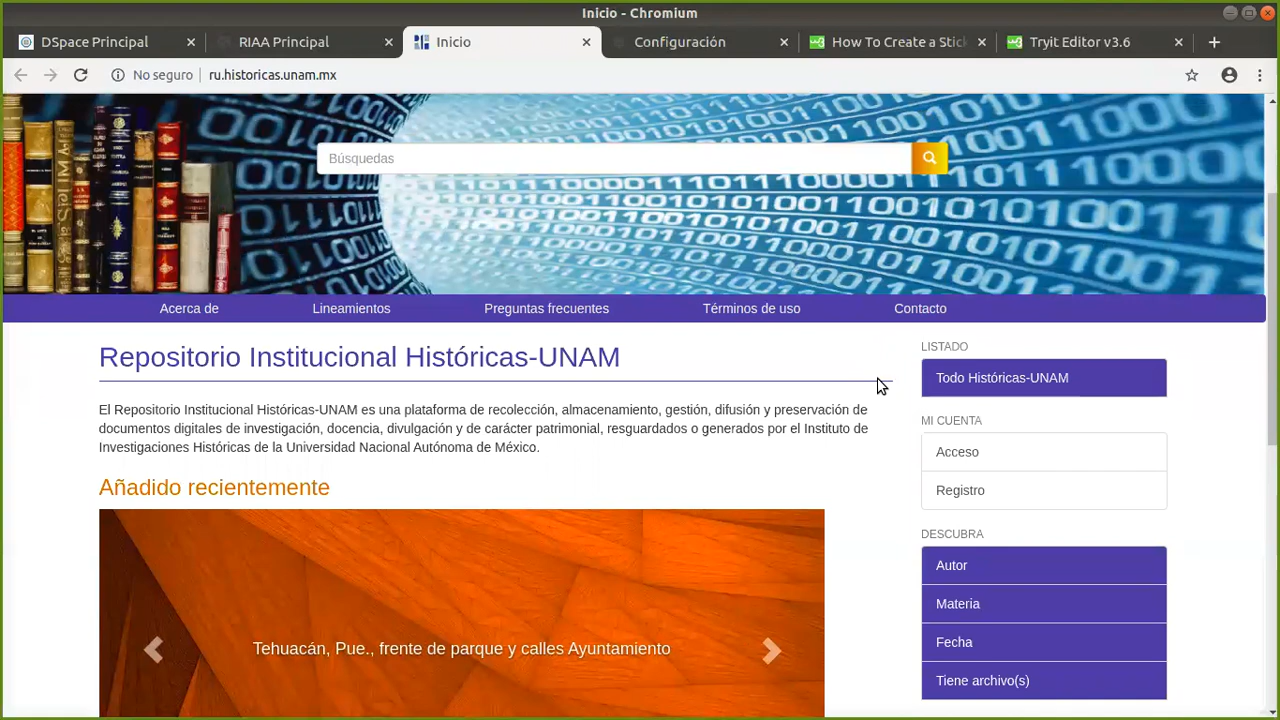 Inicio - Chromium
DSpace Principal
RIAA Principal
Inicio
Configuración
How To Create a Stick
Tryit Editor v3.6
No seguro
ru.historicas.unam.mx
Búsquedas
Acerca de
Lineamientos
Preguntas frecuentes
Términos de uso
Contacto
Repositorio Institucional Históricas-UNAM
El Repositorio Institucional Históricas-UNAM es una plataforma de recolección, almacenamiento, gestión, difusión y preservación de
documentos digitales de investigación, docencia, divulgación y de carácter patrimonial, resguardados o generados por el Instituto de
Investigaciones Históricas de la Universidad Nacional Autónoma de México.
Añadido recientemente
Tehuacán, Pue., frente de parque y calles Ayuntamiento
LISTADO
Todo Históricas-UNAM
MI CUENTA
Acceso
Registro
DESCUBRA
Autor
Materia
Fecha
Tiene archivo(s)